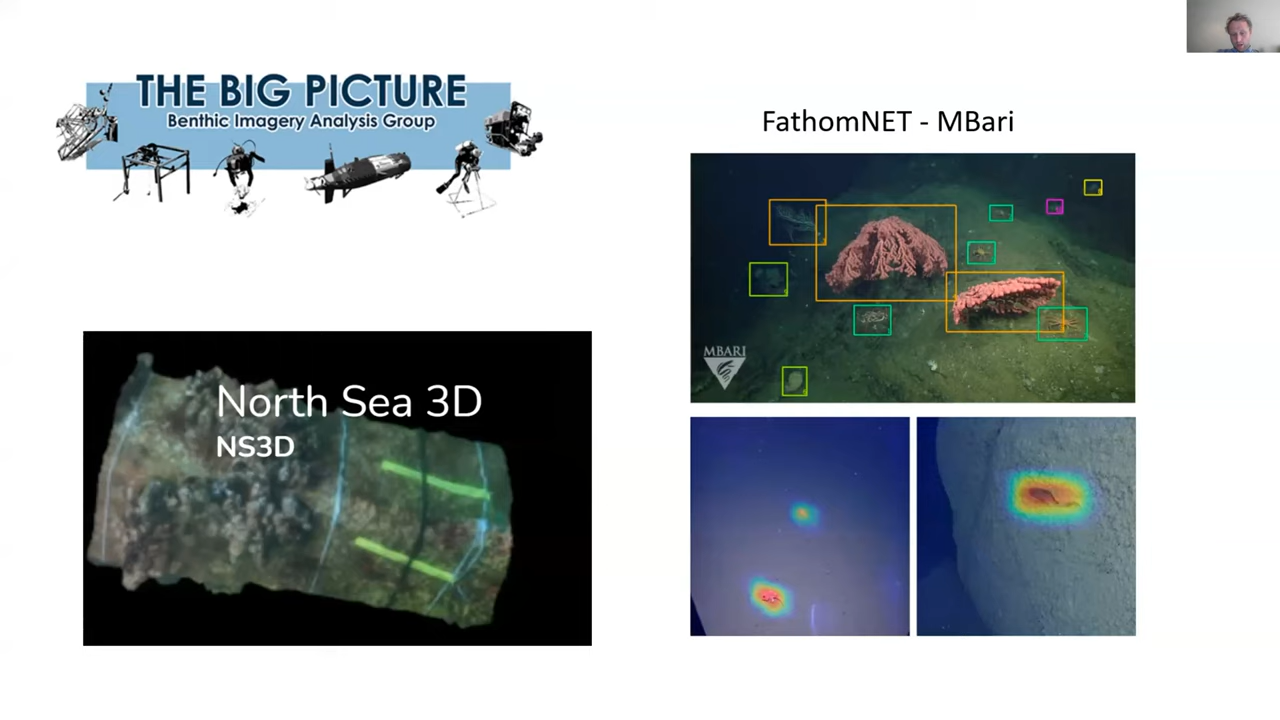 THE BIG PICTURE
Benthic Imagery Analysis Group
FathomNET - MBari
MBARI
North Sea 3D
NS3D